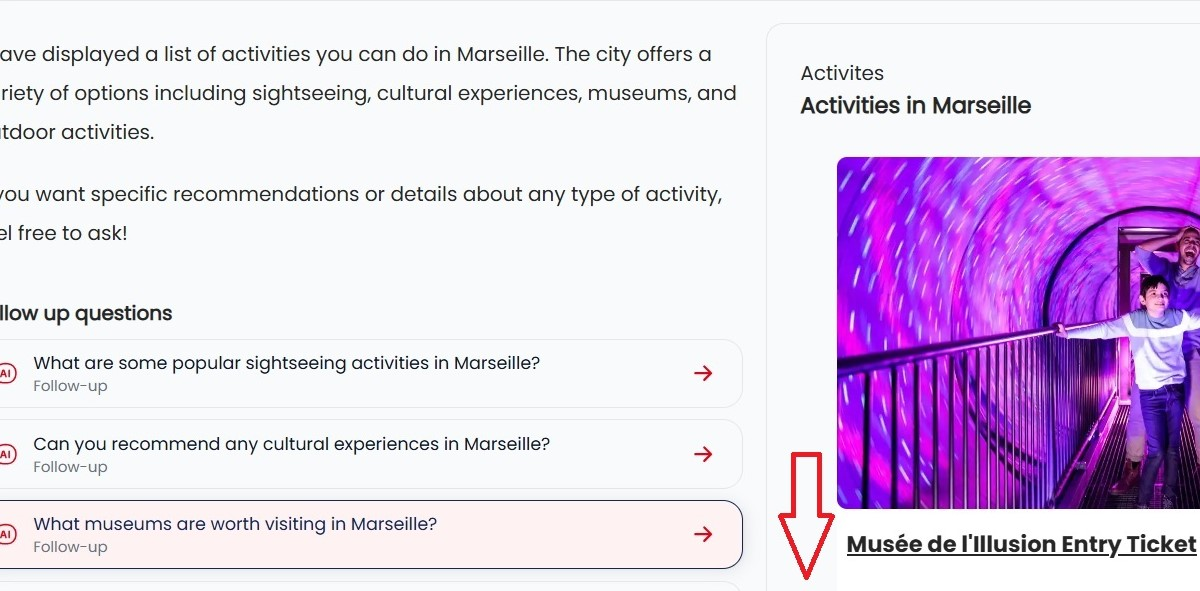 ave displayed a list of activities you can do in Marseille. The city offers a
riety of options including sightseeing, cultural experiences, museums, and
tdoor activities.
you want specific recommendations or details about any type of activity,
el free to ask!
llow up questions
AI What are some popular sightseeing activities in Marseille?
Follow-up
AI Can you recommend any cultural experiences in Marseille?
Follow-up
AI What museums are worth visiting in Marseille?
Follow-up
Activites
Activities in Marseille
Musée de l'Illusion Entry Ticket